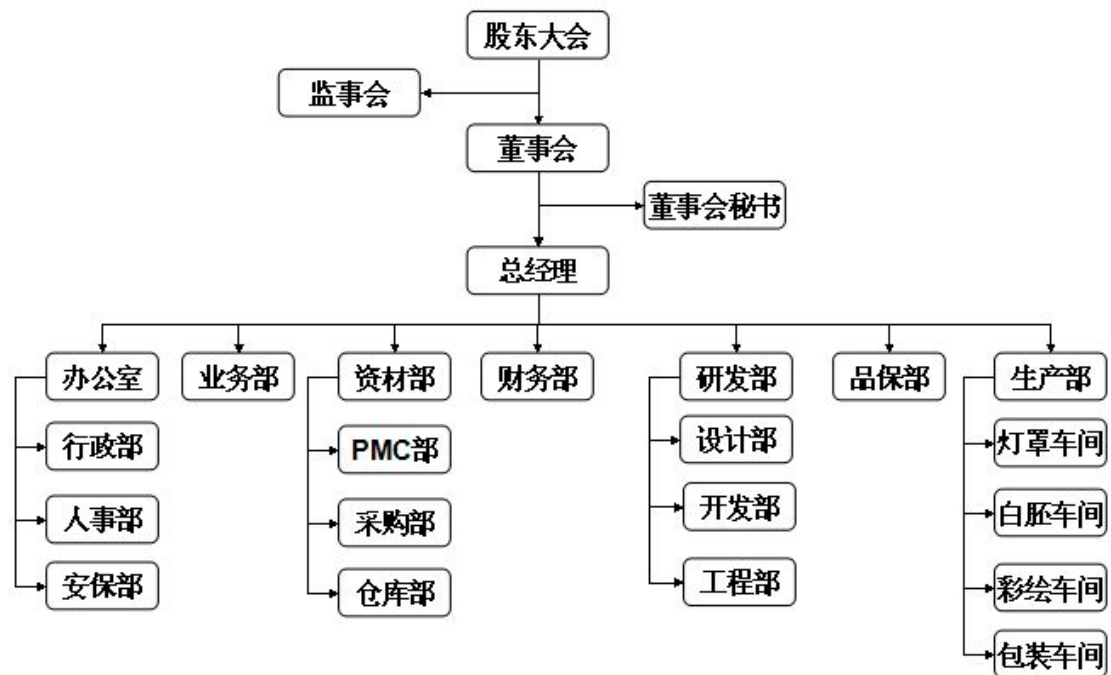 股东大会
监事会
董事会
董事会秘书
总经理
办公室
业务部
资材部
财务部
研发部
品保部
生产部
行政部
PMC部
设计部
灯罩车间
人事部
采购部
开发部
白胚车间
安保部
仓库部
工程部
彩绘车间
包装车间